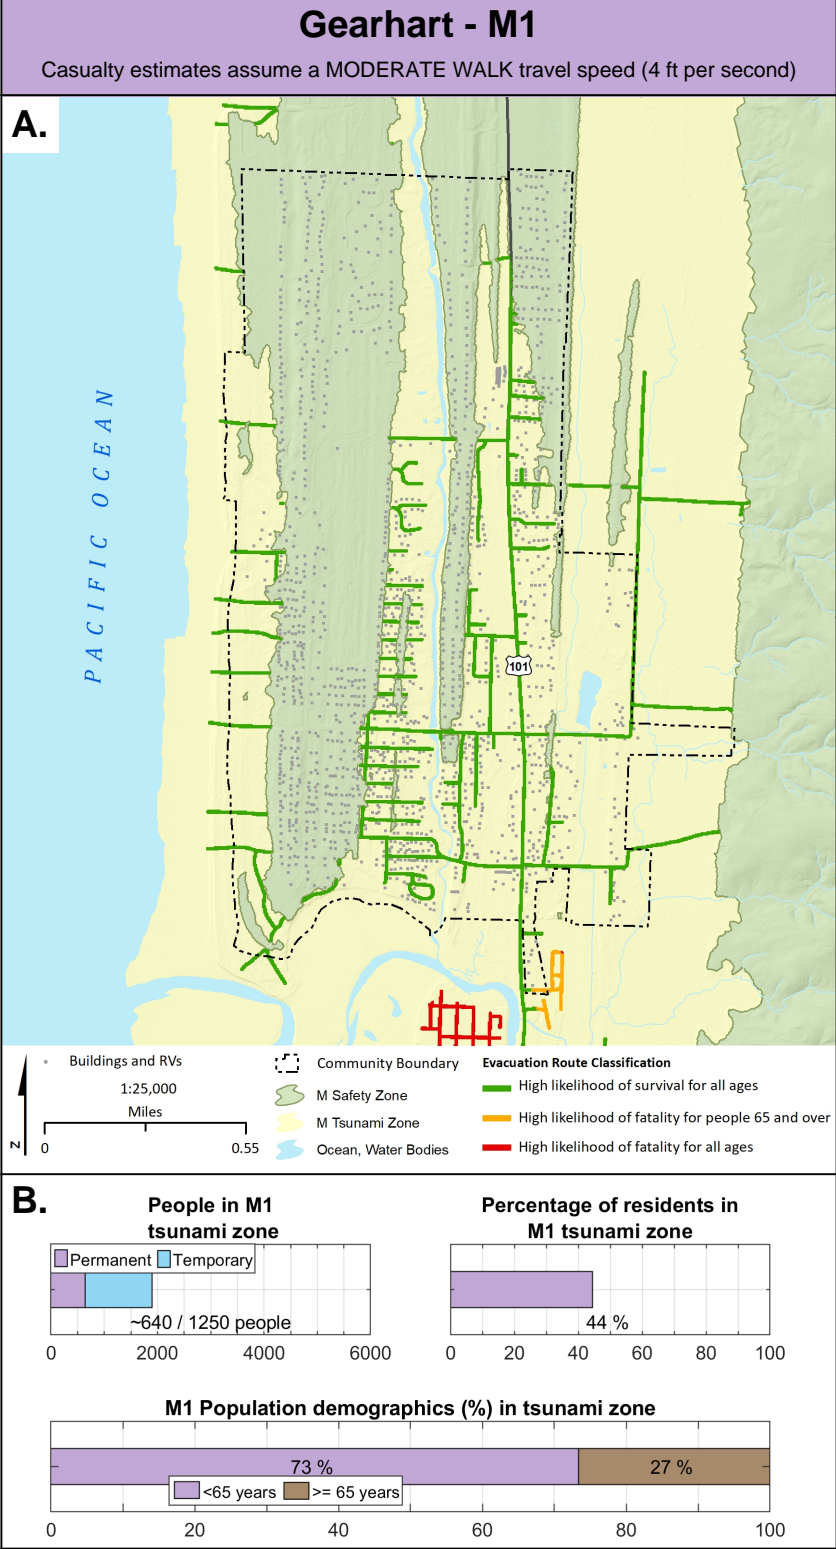 Gearhart - M1
Casualty estimates assume a MODERATE WALK travel speed (4 ft per second)
A.
PACIFIC OCEAN
101
Buildings and RVs
1:25,000
Miles
0 0.55
N
Community Boundary
M Safety Zone
M Tsunami Zone
Ocean, Water Bodies
Evacuation Route Classification
High likelihood of survival for all ages
High likelihood of fatality for people 65 and over
High likelihood of fatality for all ages
B.
People in M1
tsunami zone
Permanent Temporary
~640 / 1250 people
0 2000 4000 6000
Percentage of residents in
M1 tsunami zone
44 %
0 20 40 60 80 100
M1 Population demographics (%) in tsunami zone
73 % 27 %
<65 years >= 65 years
0 20 40 60 80 100